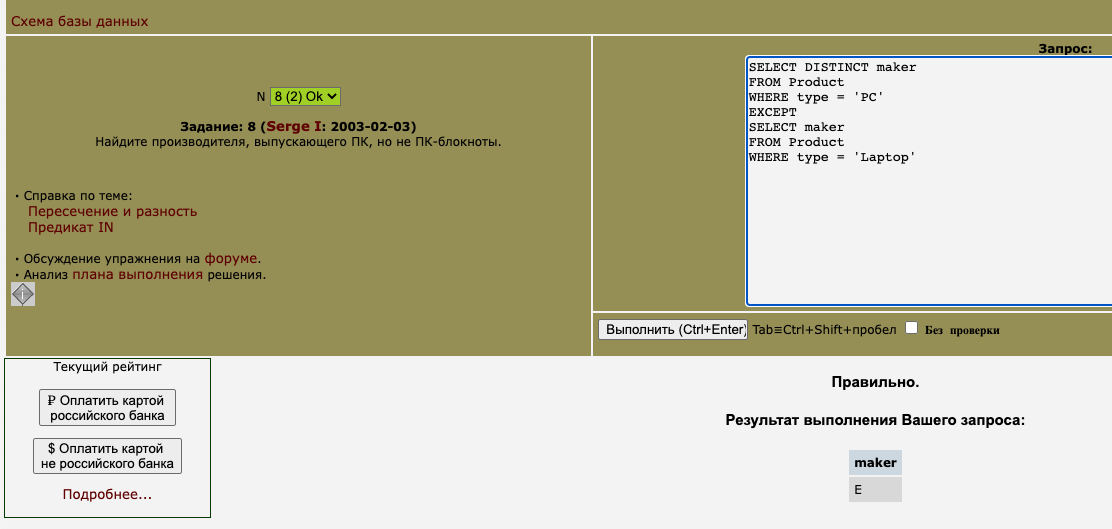 Схема базы данных
N 8 (2) Ok
Задание: 8 (Serge I: 2003-02-03)
Найдите производителя, выпускающего ПК, но не ПК-блокноты.
• Справка по теме:
Пересечение и разность
Предикат IN
• Обсуждение упражнения на форуме.
• Анализ плана выполнения решения.
Запрос:
SELECT DISTINCT maker
FROM Product
WHERE type = 'PC'
EXCEPT
SELECT maker
FROM Product
WHERE type = 'Laptop'
Выполнить (Ctrl+Enter) Tab≡Ctrl+Shift+пробел Без проверки
Текущий рейтинг
₽ Оплатить картой
российского банка
$ Оплатить картой
не российского банка
Подробнее...
Правильно.
Результат выполнения Вашего запроса:
maker
E